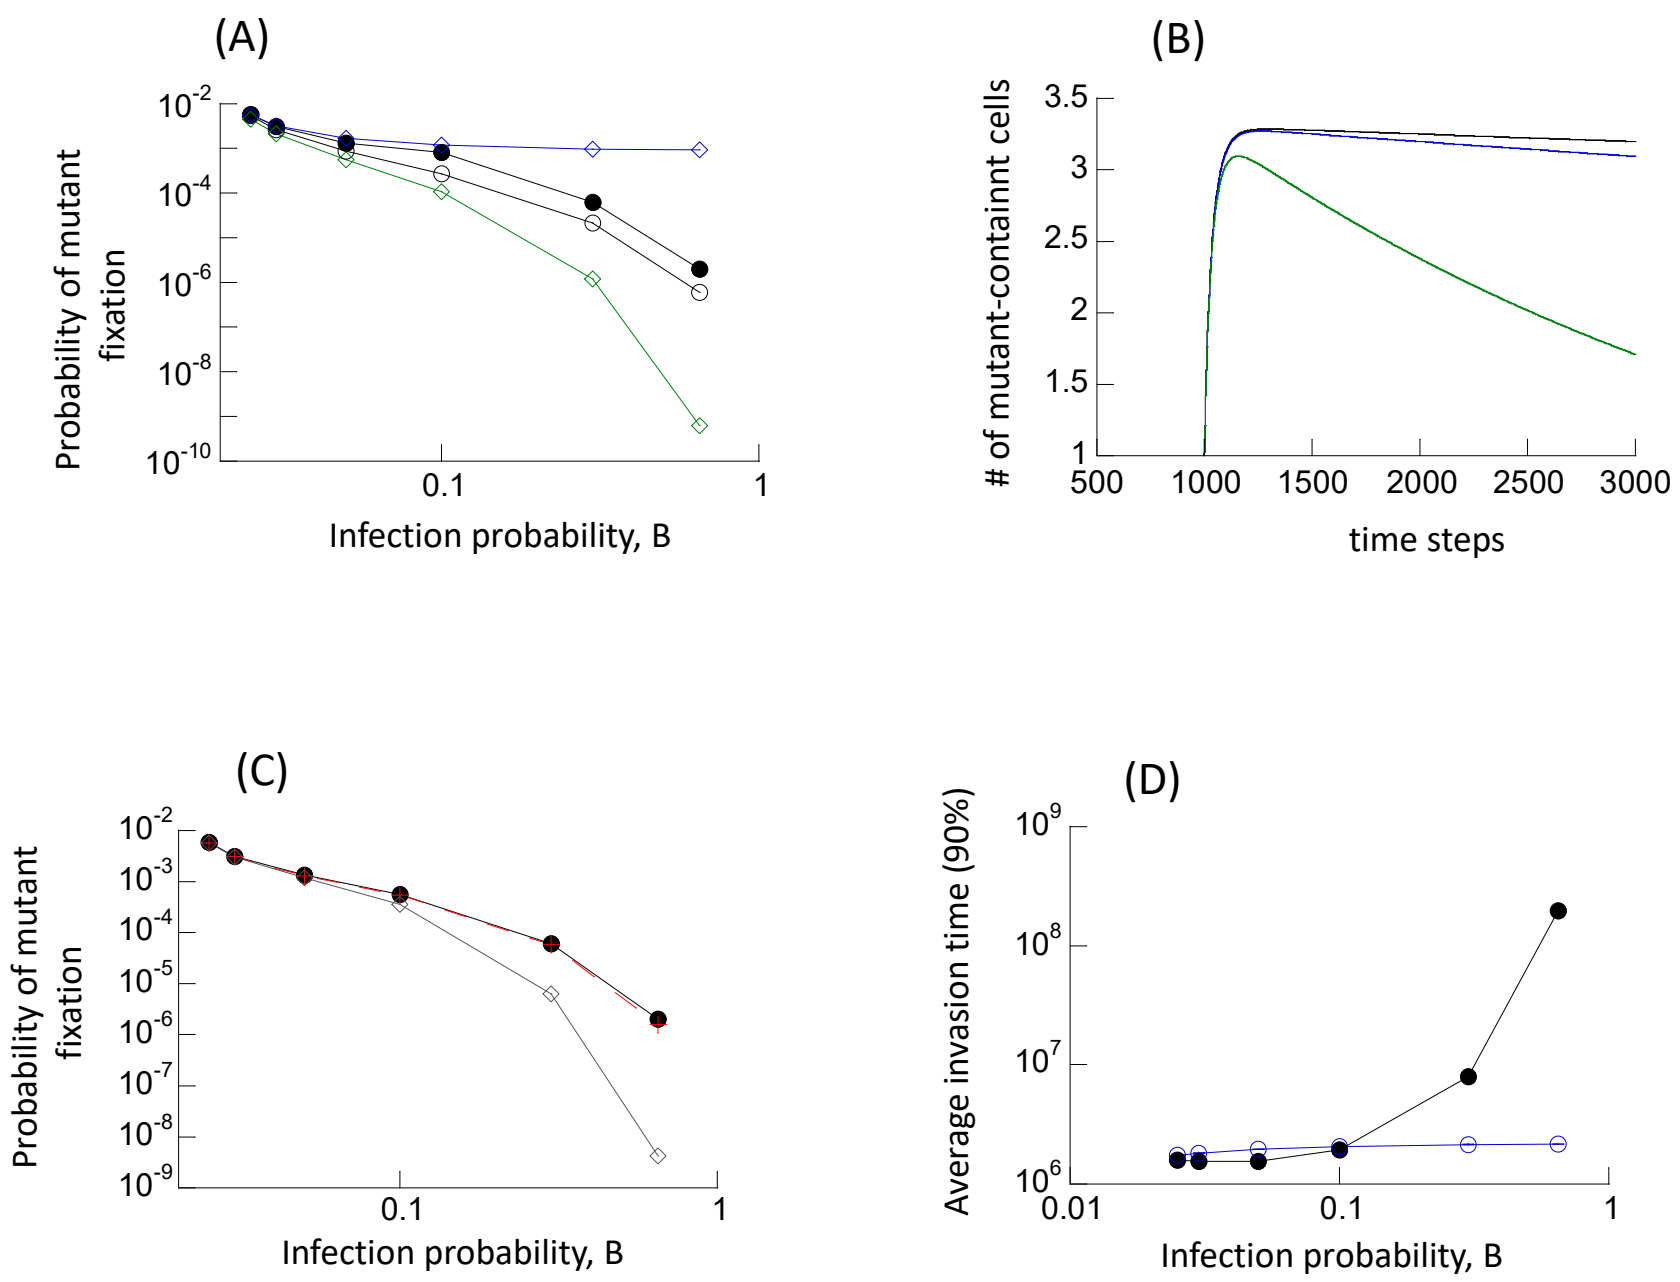 (A)
10-2
10-4
10-6
10-8
10-10
0.1
1
Probability of mutant
fixation
Infection probability, B
(B)
3.5
3
2.5
2
1.5
1
500
1000
1500
2000
2500
3000
# of mutant-containnt cells
time steps
(C)
10-2
10-3
10-4
10-5
10-6
10-7
10-8
10-9
0.1
1
Probability of mutant
fixation
Infection probability, B
(D)
109
108
107
106
0.01
0.1
1
Average invasion time (90%)
Infection probability, B